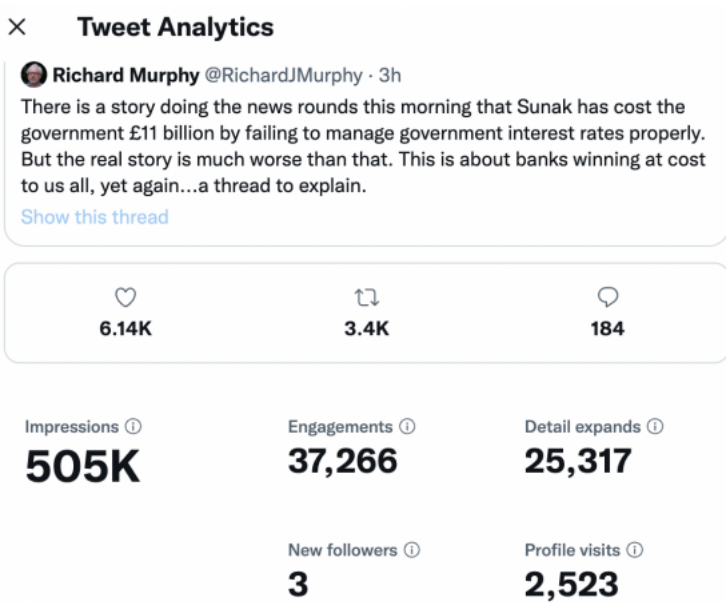 Tweet Analytics
Richard Murphy @RichardJMurphy · 3h
There is a story doing the news rounds this morning that Sunak has cost the
government £11 billion by failing to manage government interest rates properly.
But the real story is much worse than that. This is about banks winning at cost
to us all, yet again...a thread to explain.
Show this thread
6.14K 3.4K 184
Impressions Engagements Detail expands
505K 37,266 25,317
New followers Profile visits
3 2,523